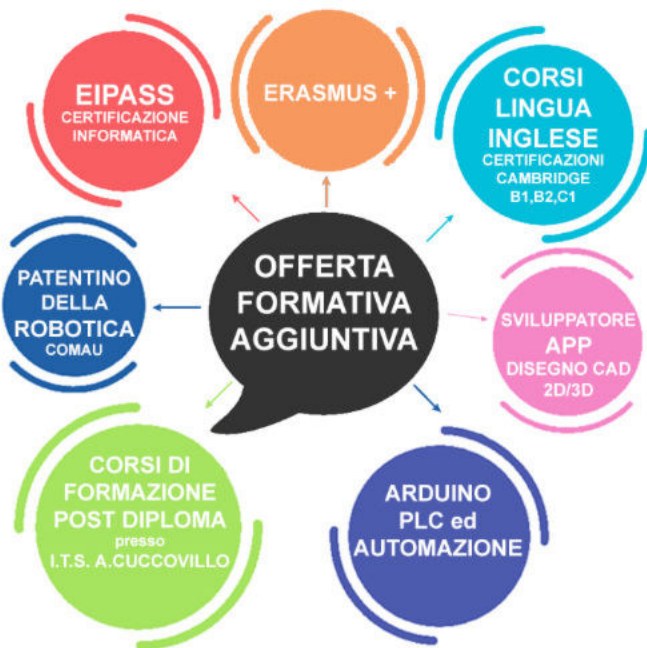 EIPASS
CERTIFICAZIONE
INFORMATICA
ERASMUS +
CORSI
LINGUA
INGLESE
CERTIFICAZIONI
CAMBRIDGE
B1,B2,C1
OFFERTA
FORMATIVA
AGGIUNTIVA
PATENTINO
DELLA
ROBOTICA
COMAU
SVILUPPATORE
APP
DISEGNO CAD
2D/3D
CORSI DI
FORMAZIONE
POST DIPLOMA
presso
I.T.S. A.CUCCOVILLO
ARDUINO
PLC ed
AUTOMAZIONE